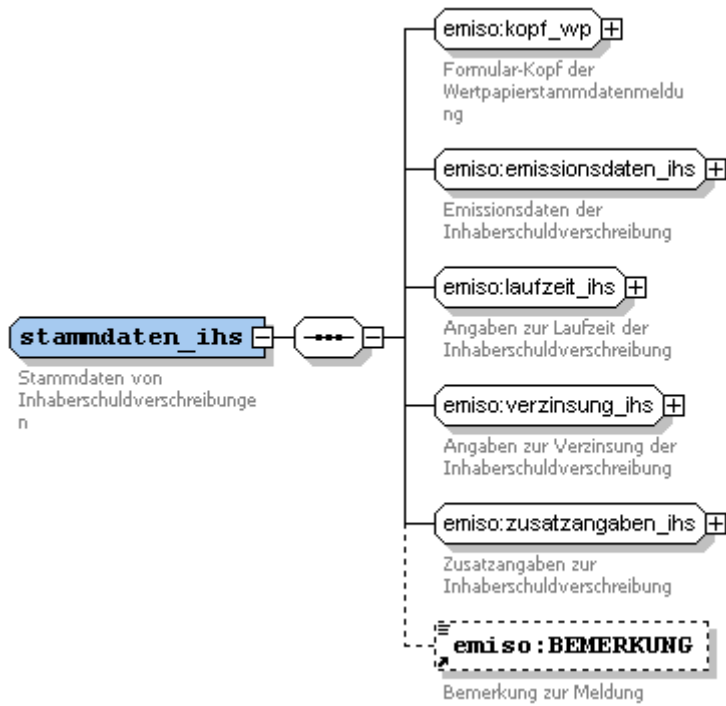 emiso:kopf_wp
Formular-Kopf der
Wertpapierstammdatenmeldu
ng
emiso:emissionsdaten_ihs
Emissionsdaten der
Inhaberschuldverschreibung
emiso:laufzeit_ihs
Angaben zur Laufzeit der
Inhaberschuldverschreibung
stammdaten_ihs
Stammdaten von
Inhaberschuldverschreibunge
n
emiso:verzinsung_ihs
Angaben zur Verzinsung der
Inhaberschuldverschreibung
emiso:zusatzangaben_ihs
Zusatzangaben zur
Inhaberschuldverschreibung
emiso:BEMERKUNG
Bemerkung zur Meldung